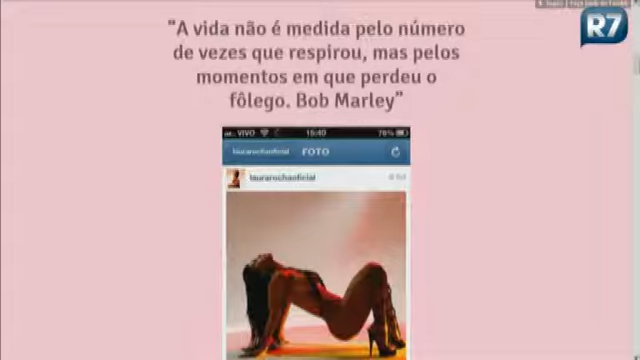 R7
"A vida não é medida pelo número
de vezes que respirou, mas pelos
momentos em que perdeu o
fôlego. Bob Marley"
VIVO 15:40 76%
laurarochaoficial FOTO
laurarochaoficial